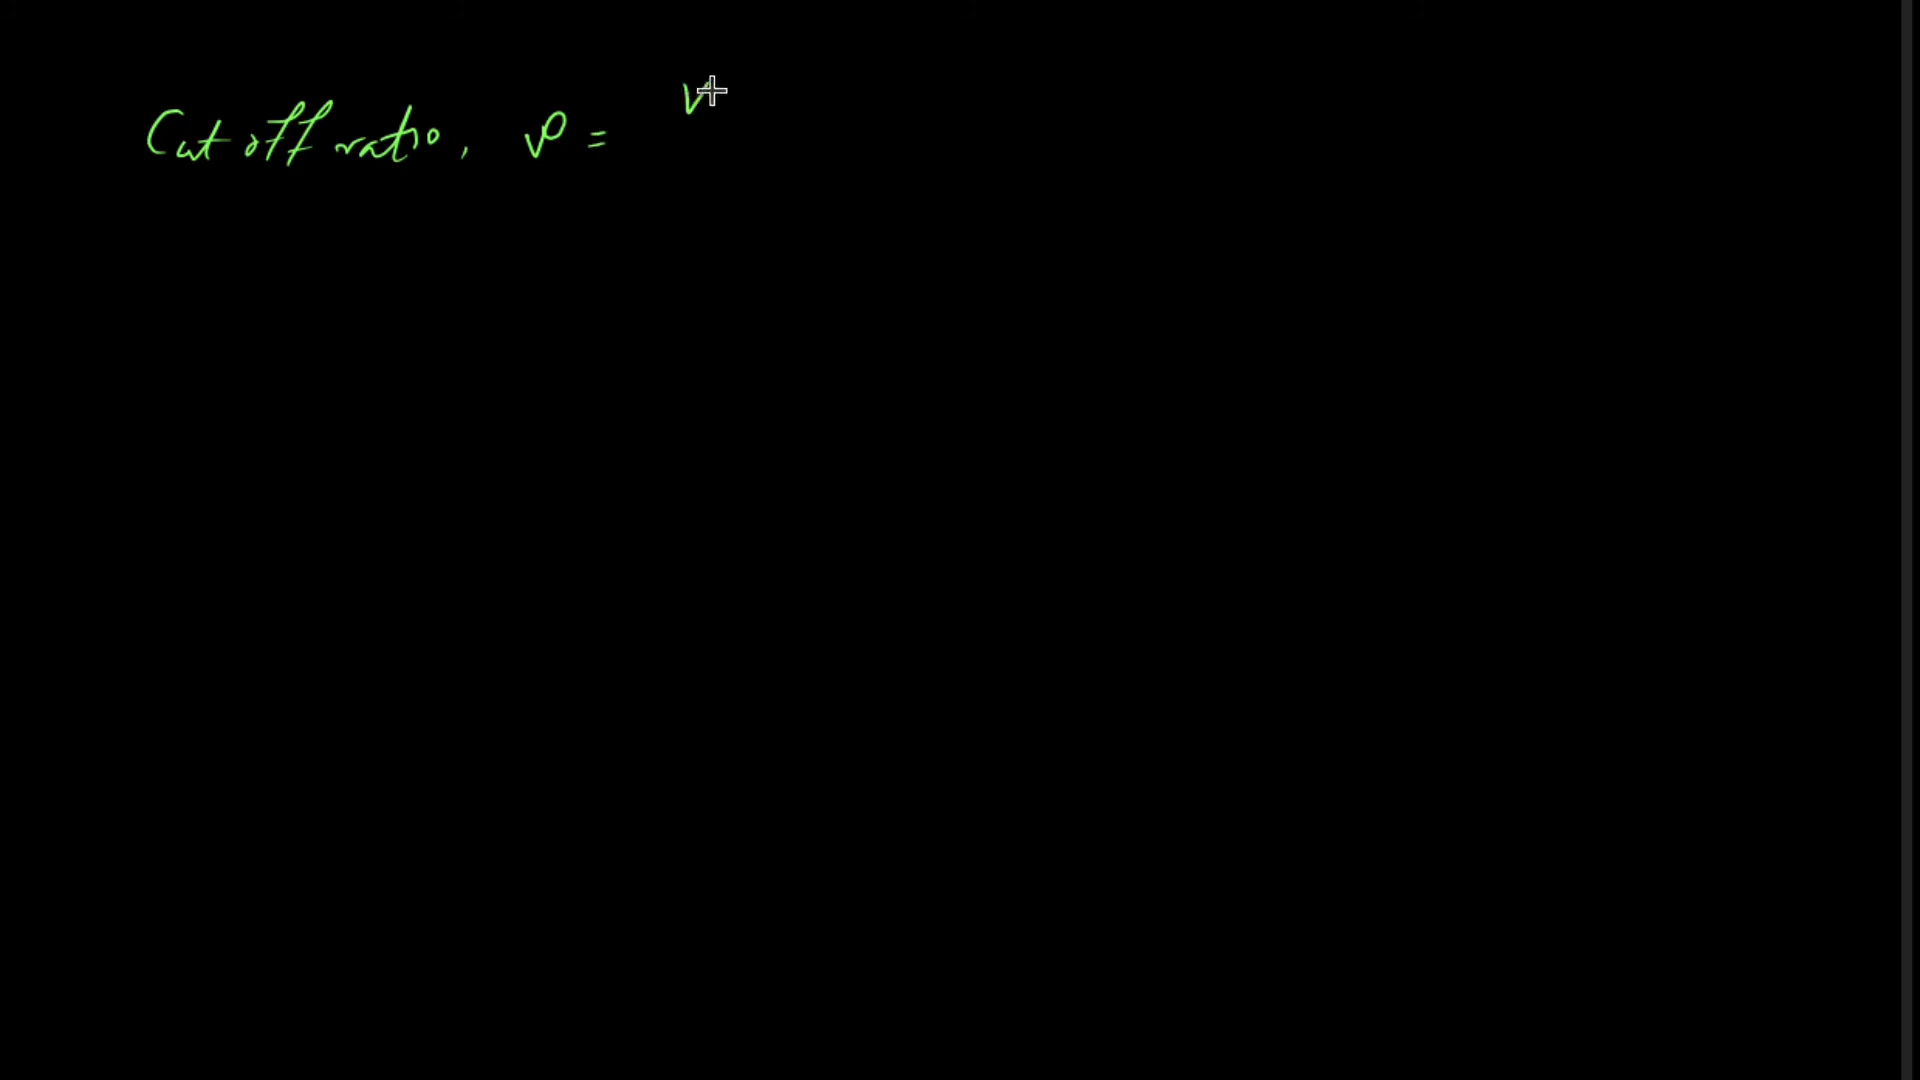 Cut off ratio, ρ = V